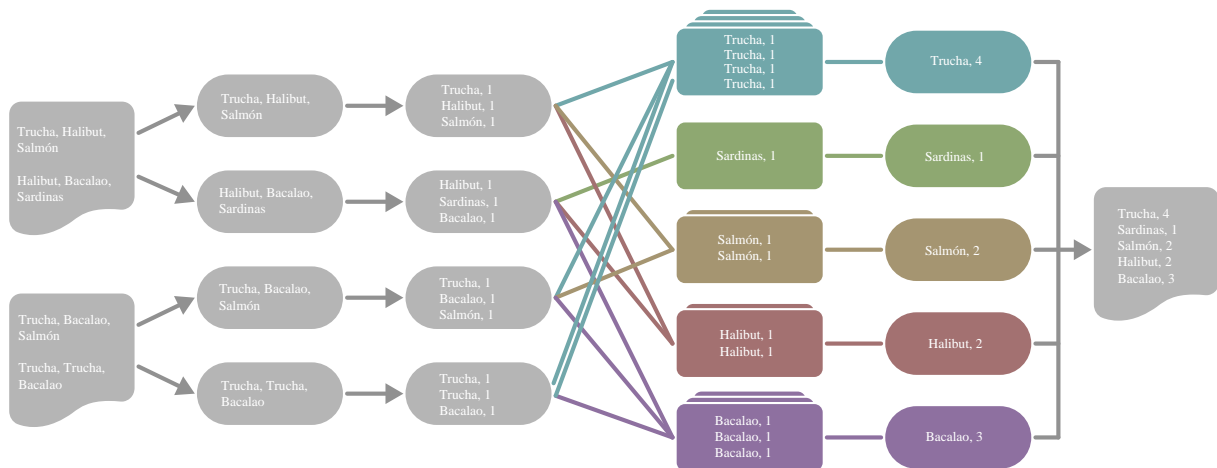 Trucha, Halibut,
Salmón
Halibut, Bacalao,
Sardinas
Trucha, Bacalao,
Salmón
Trucha, Trucha,
Bacalao
Trucha, Halibut,
Salmón
Halibut, Bacalao,
Sardinas
Trucha, Bacalao,
Salmón
Trucha, Trucha,
Bacalao
Trucha, 1
Halibut, 1
Salmón, 1
Halibut, 1
Sardinas, 1
Bacalao, 1
Trucha, 1
Bacalao, 1
Salmón, 1
Trucha, 1
Trucha, 1
Bacalao, 1
Trucha, 1
Trucha, 1
Trucha, 1
Trucha, 1
Sardinas, 1
Salmón, 1
Salmón, 1
Halibut, 1
Halibut, 1
Bacalao, 1
Bacalao, 1
Bacalao, 1
Trucha, 4
Sardinas, 1
Salmón, 2
Halibut, 2
Bacalao, 3
Trucha, 4
Sardinas, 1
Salmón, 2
Halibut, 2
Bacalao, 3